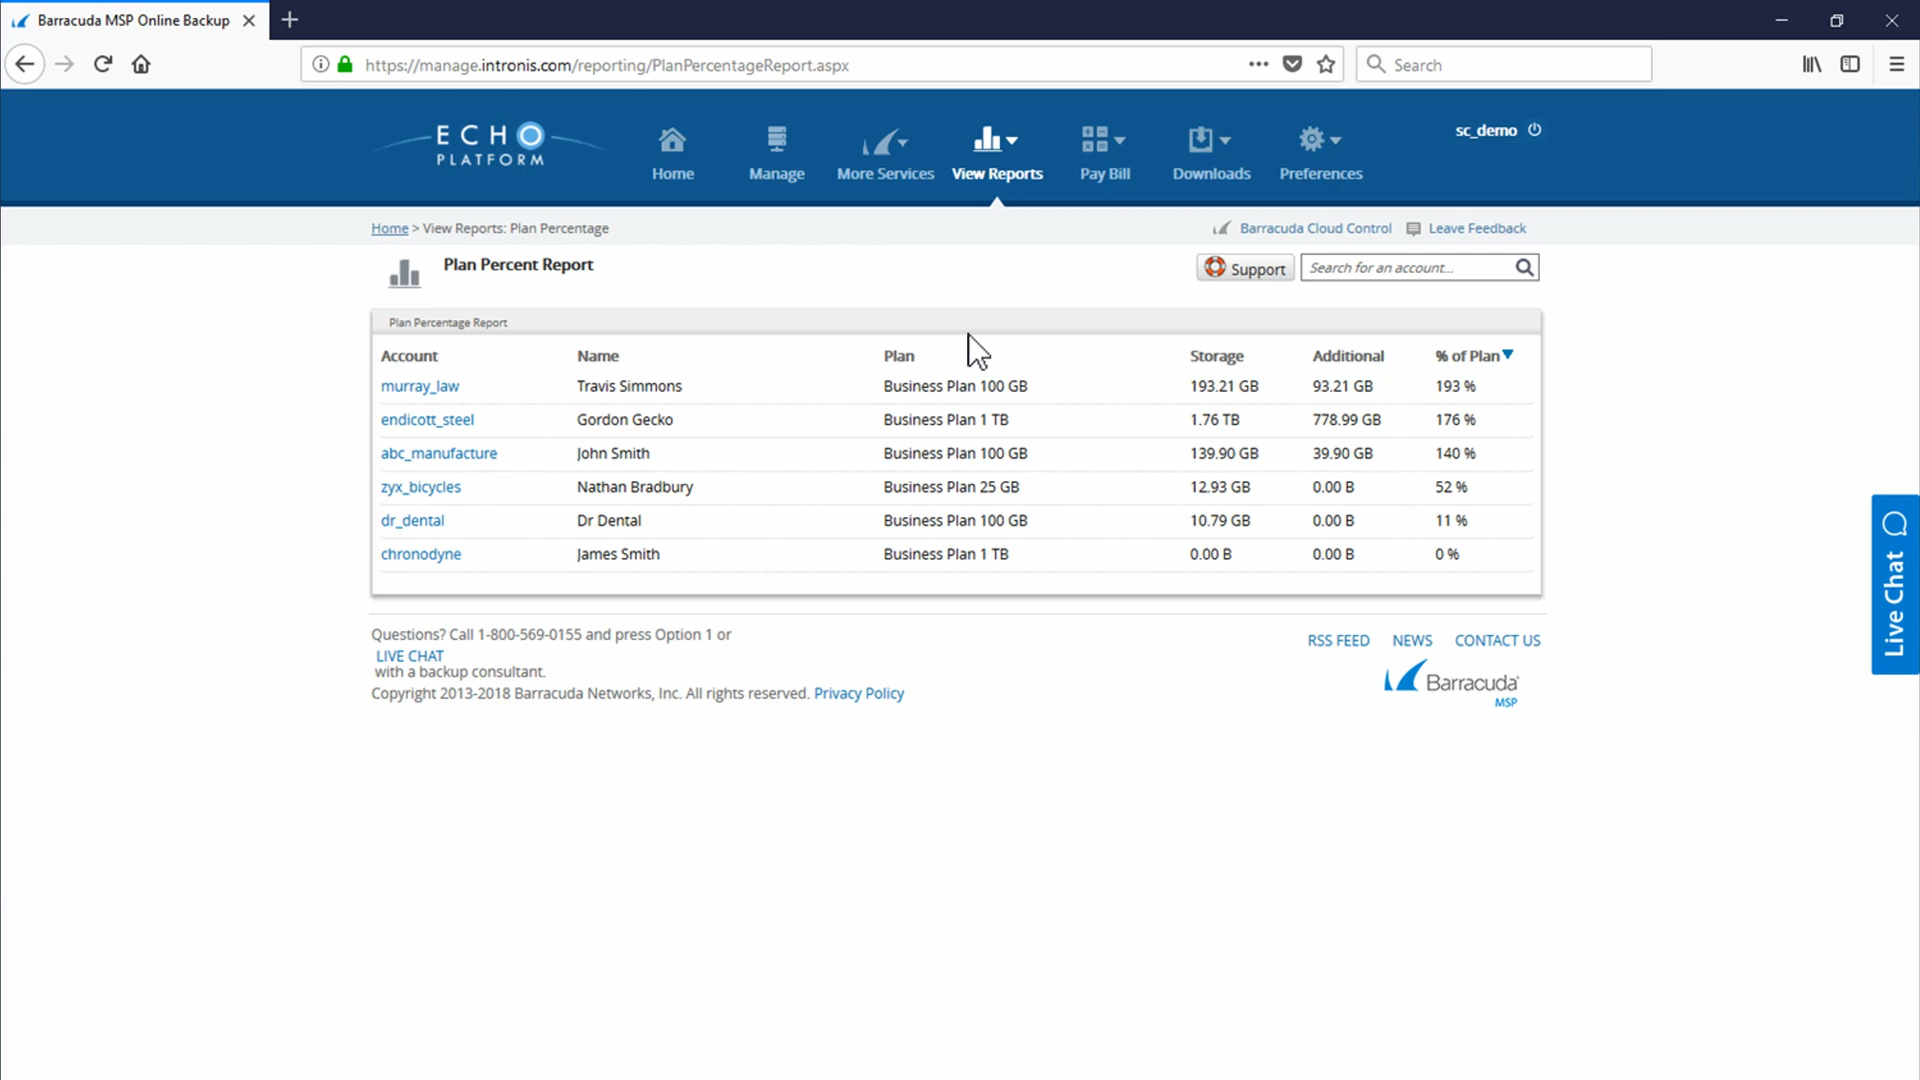 Barracuda MSP Online Backup
https://manage.intronis.com/reporting/PlanPercentageReport.aspx
Search
ECHO
PLATFORM
Home
Manage
More Services
View Reports
Pay Bill
Downloads
Preferences
sc_demo
Home > View Reports: Plan Percentage
Barracuda Cloud Control
Leave Feedback
Plan Percent Report
Support
Search for an account...
Plan Percentage Report
Account Name Plan Storage Additional % of Plan
murray_law Travis Simmons Business Plan 100 GB 193.21 GB 93.21 GB 193 %
endicott_steel Gordon Gecko Business Plan 1 TB 1.76 TB 778.99 GB 176 %
abc_manufacture John Smith Business Plan 100 GB 139.90 GB 39.90 GB 140 %
zyx_bicycles Nathan Bradbury Business Plan 25 GB 12.93 GB 0.00 B 52 %
dr_dental Dr Dental Business Plan 100 GB 10.79 GB 0.00 B 11 %
chronodyne James Smith Business Plan 1 TB 0.00 B 0.00 B 0 %
Live Chat
Questions? Call 1-800-569-0155 and press Option 1 or
LIVE CHAT
with a backup consultant.
Copyright 2013-2018 Barracuda Networks, Inc. All rights reserved. Privacy Policy
RSS FEED NEWS CONTACT US
Barracuda
MSP